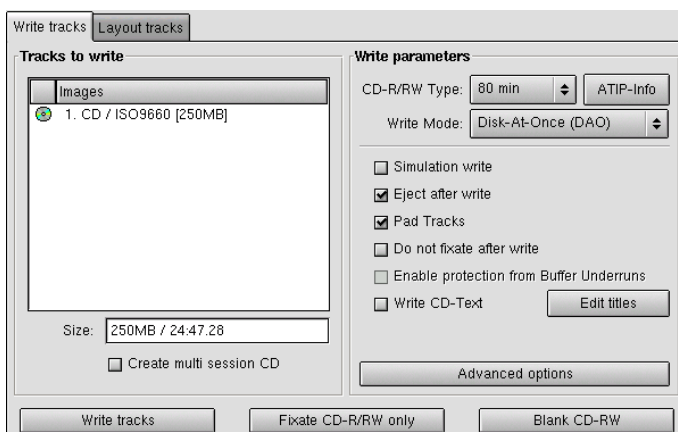 Write tracks
Layout tracks
Tracks to write
Images
1. CD / ISO9660 [250MB]
Size: 250MB / 24:47.28
Create multi session CD
Write parameters
CD-R/RW Type: 80 min ATIP-Info
Write Mode: Disk-At-Once (DAO)
Simulation write
Eject after write
Pad Tracks
Do not fixate after write
Enable protection from Buffer Underruns
Write CD-Text Edit titles
Advanced options
Write tracks
Fixate CD-R/RW only
Blank CD-RW